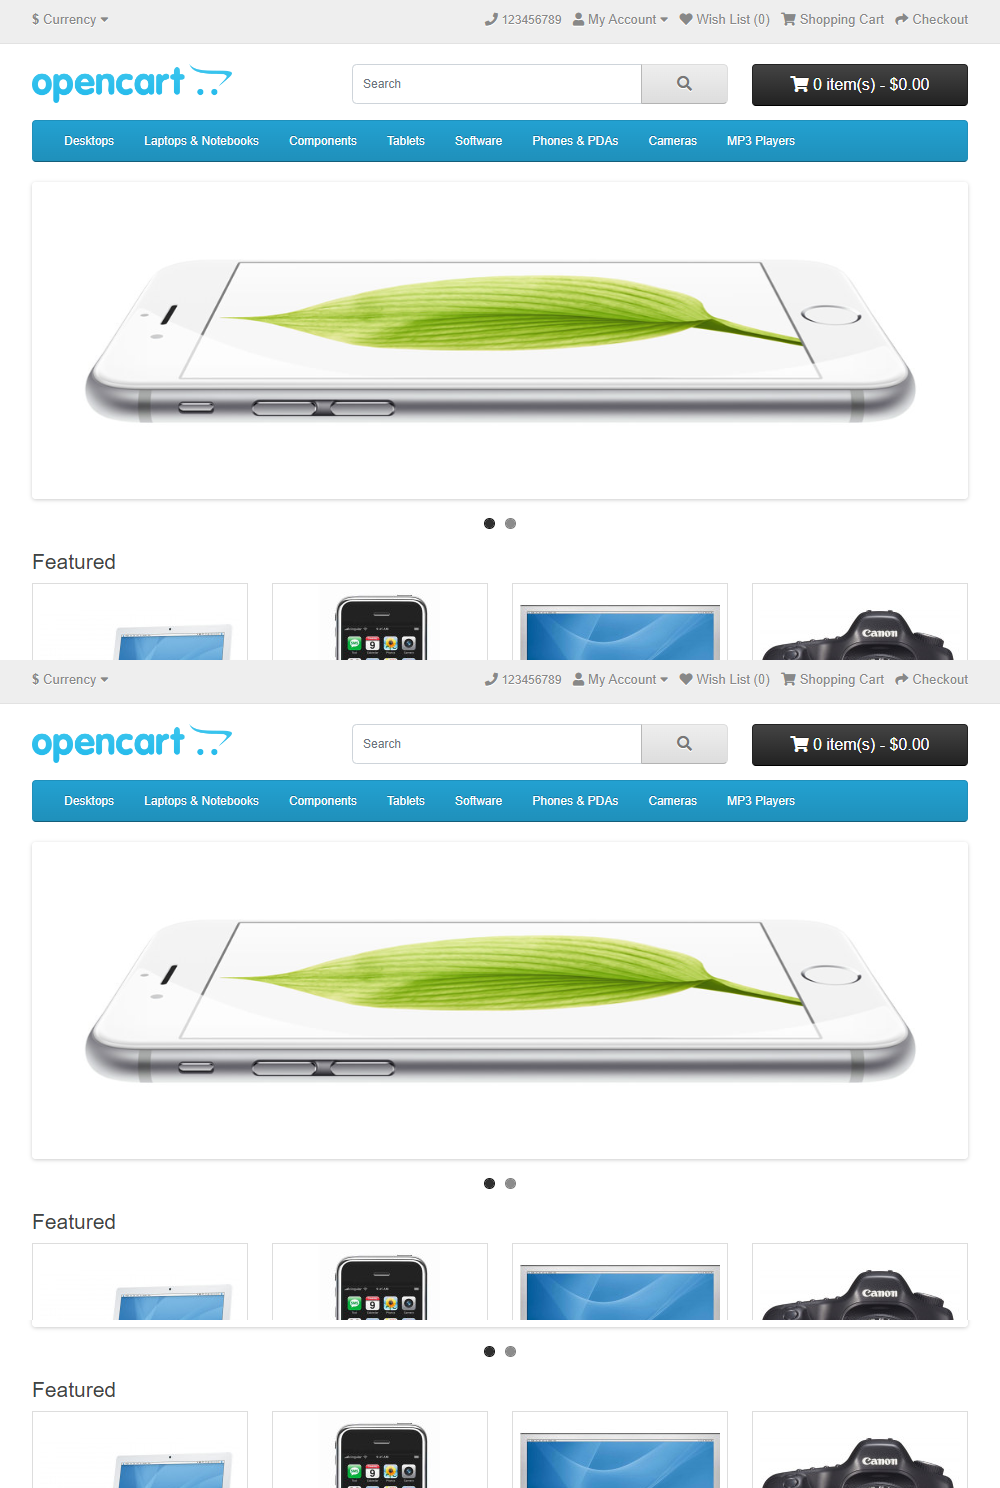 $ Currency
123456789 My Account Wish List (0) Shopping Cart Checkout
opencart
Search
0 item(s) - $0.00
Desktops Laptops & Notebooks Components Tablets Software Phones & PDAs Cameras MP3 Players
Featured
9
Canon
$ Currency
123456789 My Account Wish List (0) Shopping Cart Checkout
opencart
Search
0 item(s) - $0.00
Desktops Laptops & Notebooks Components Tablets Software Phones & PDAs Cameras MP3 Players
Featured
9
Canon
Featured
9
Canon